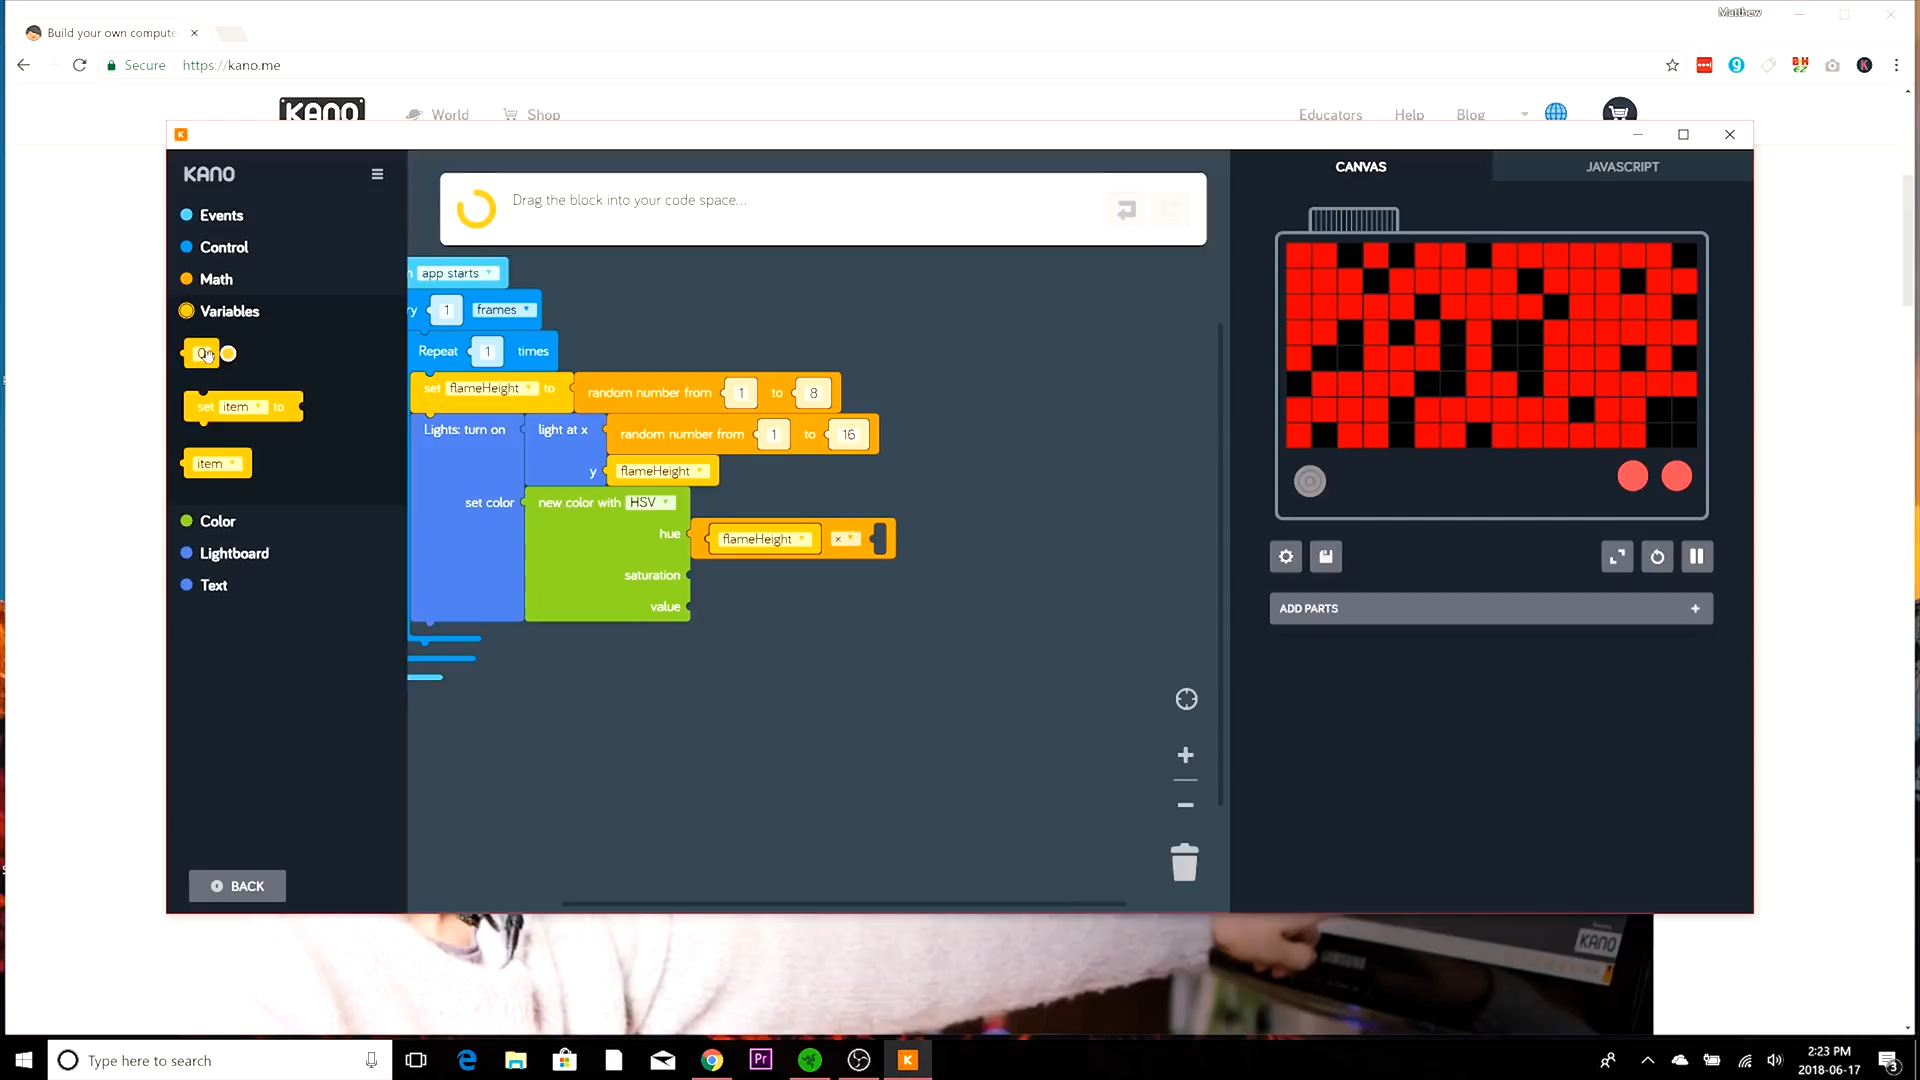 Matthew
Build your own compute
Secure https://kano.me
KANO World Shop Educators Help Blog
KANO
CANVAS JAVASCRIPT
Drag the block into your code space...
Events
Control
Math
Variables
set item to
item
Color
Lightboard
Text
BACK
app starts
1 frames
Repeat 1 times
set flameHeight to random number from 1 to 8
Lights: turn on light at x random number from 1 to 16
y flameHeight
set color new color with HSV
hue flameHeight ×
saturation
value
ADD PARTS +
KANO
Type here to search
2:23 PM
2018-06-17